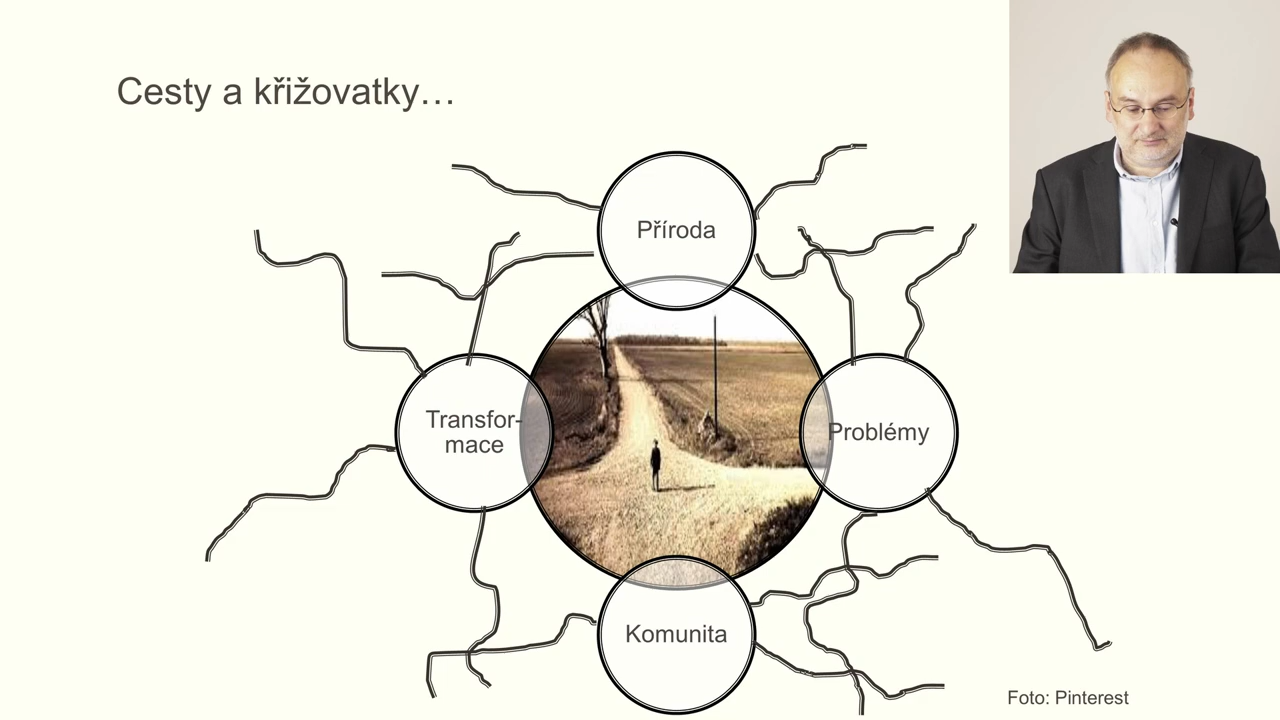 Cesty a křižovatky…
Příroda
Transfor-
mace
Problémy
Komunita
Foto: Pinterest